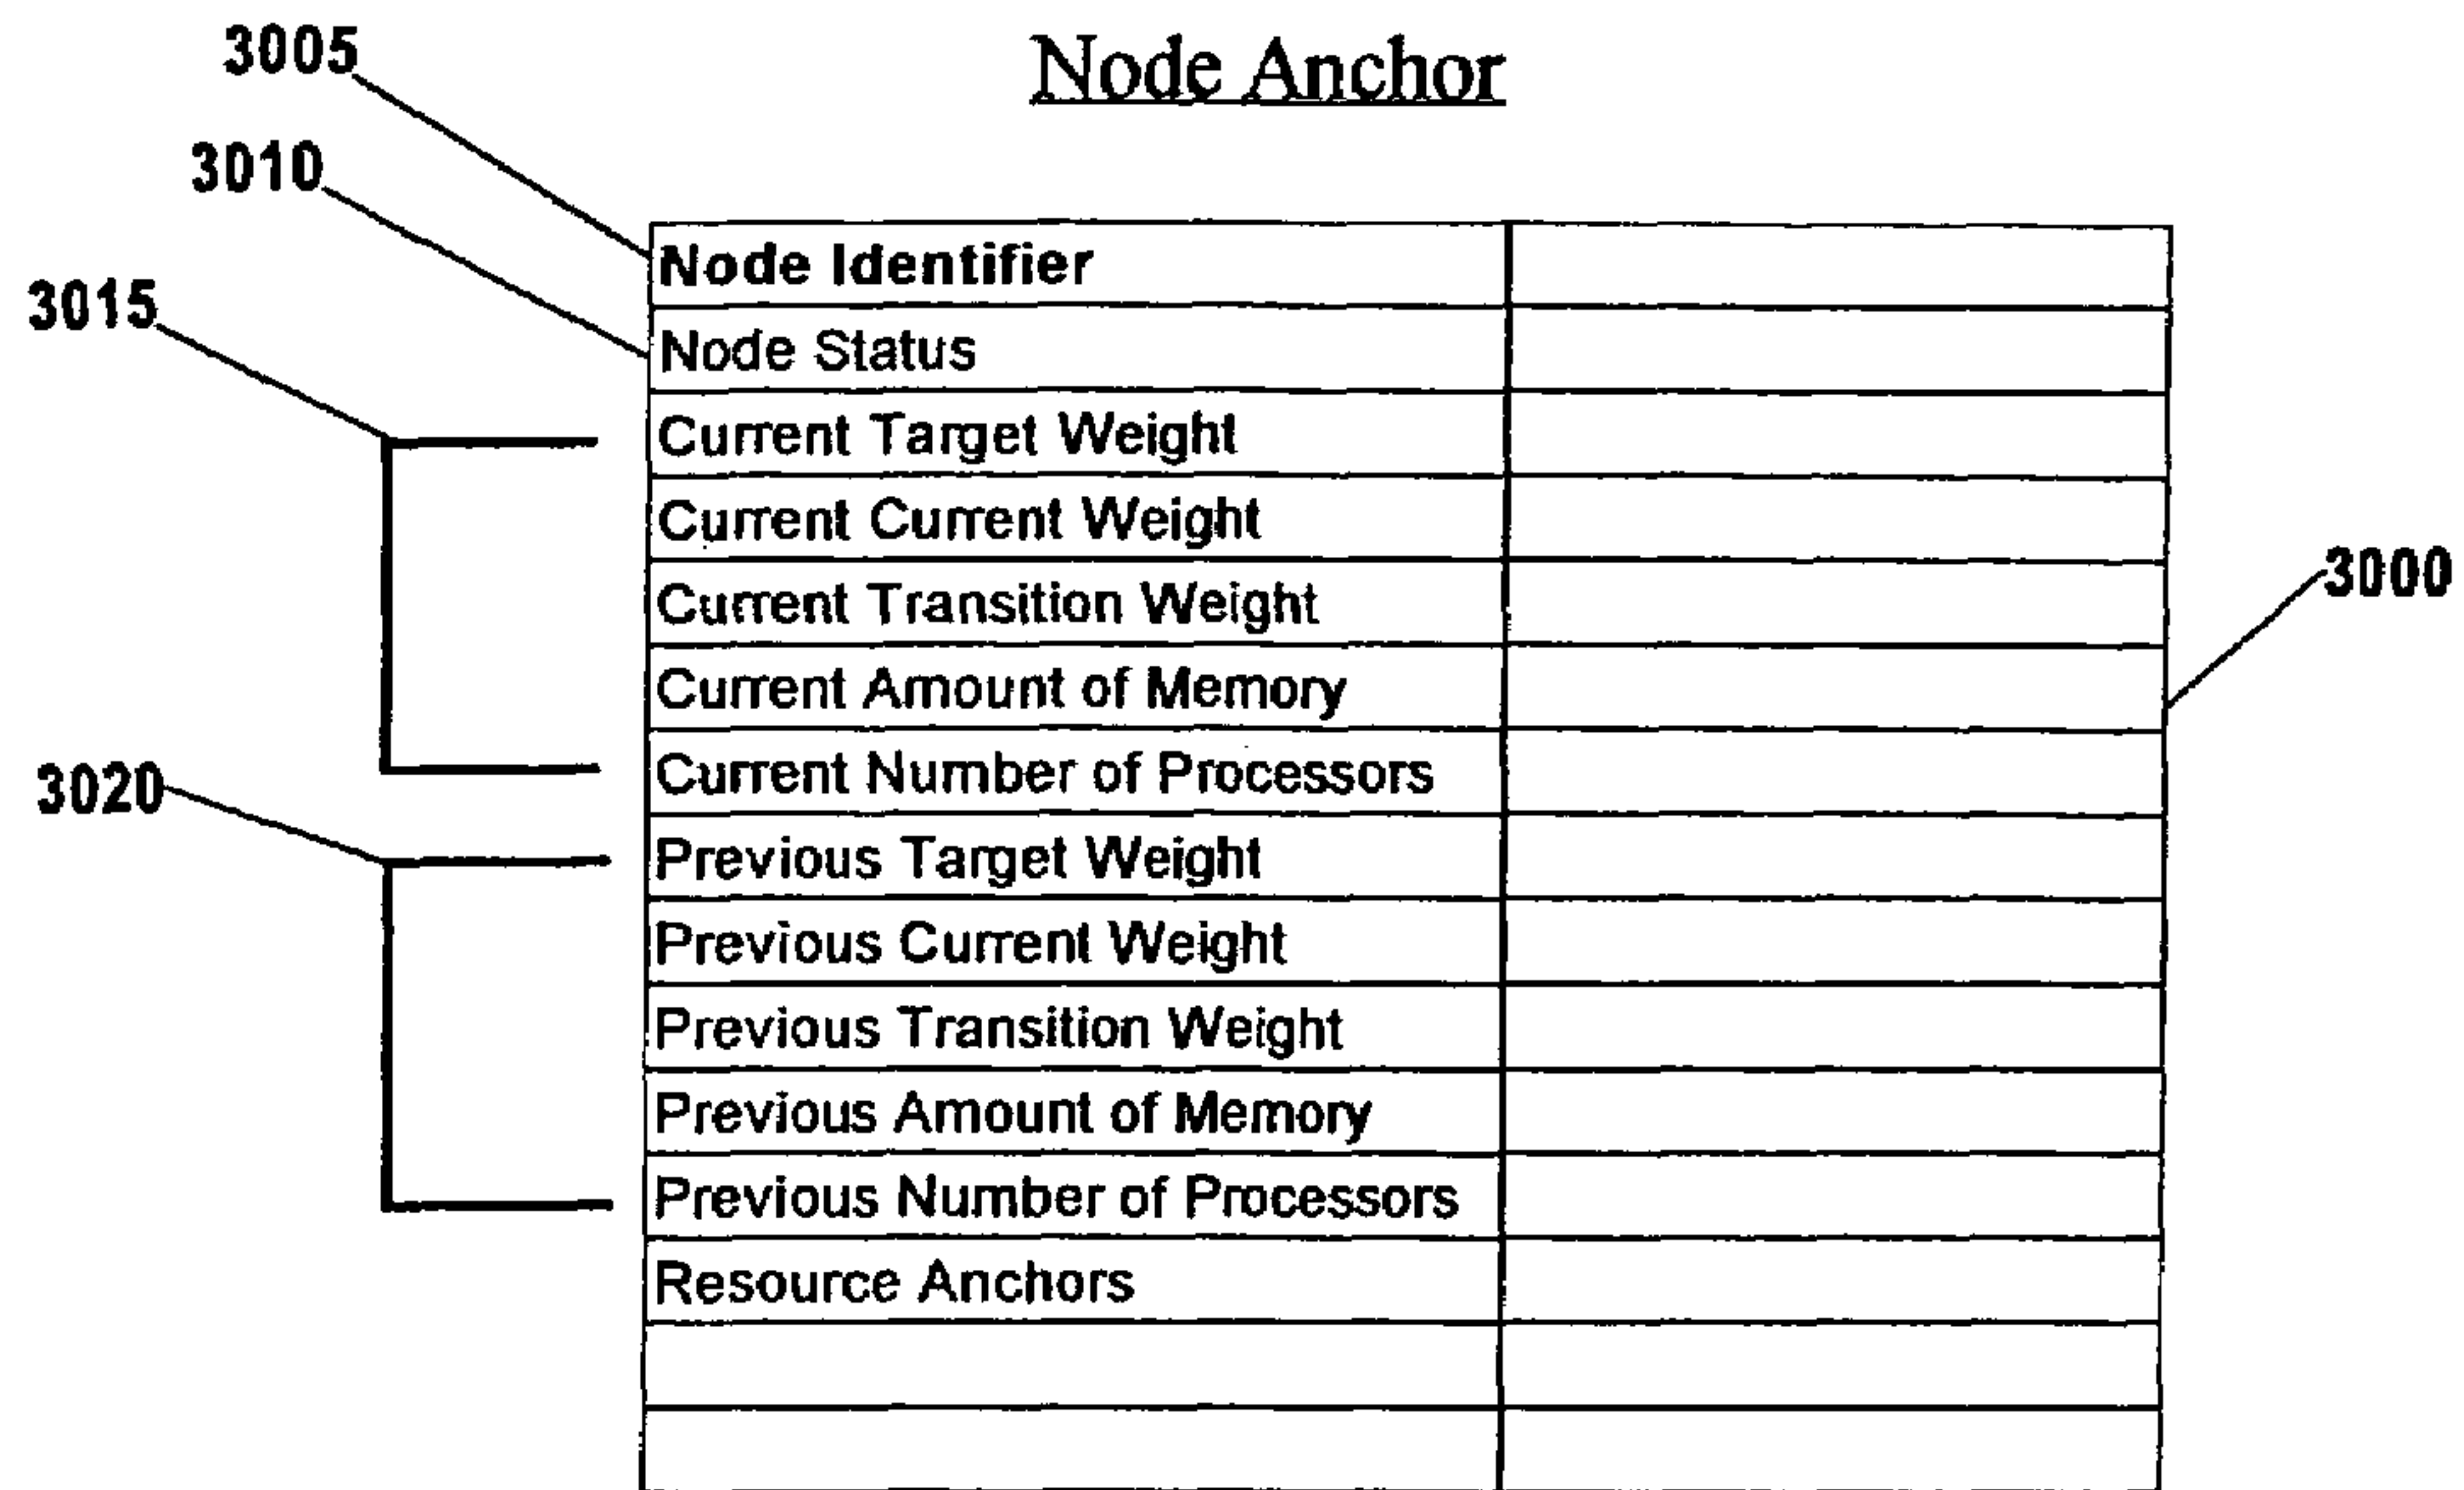 3005
Node Anchor
3010
Node Identifier
3015
Node Status
Current Target Weight
Current Current Weight
3000
Current Transition Weight
Current Amount of Memory
3020
Current Number of Processors
Previous Target Weight
Previous Current Weight
Previous Transition Weight
Previous Amount of Memory
Previous Number of Processors
Resource Anchors